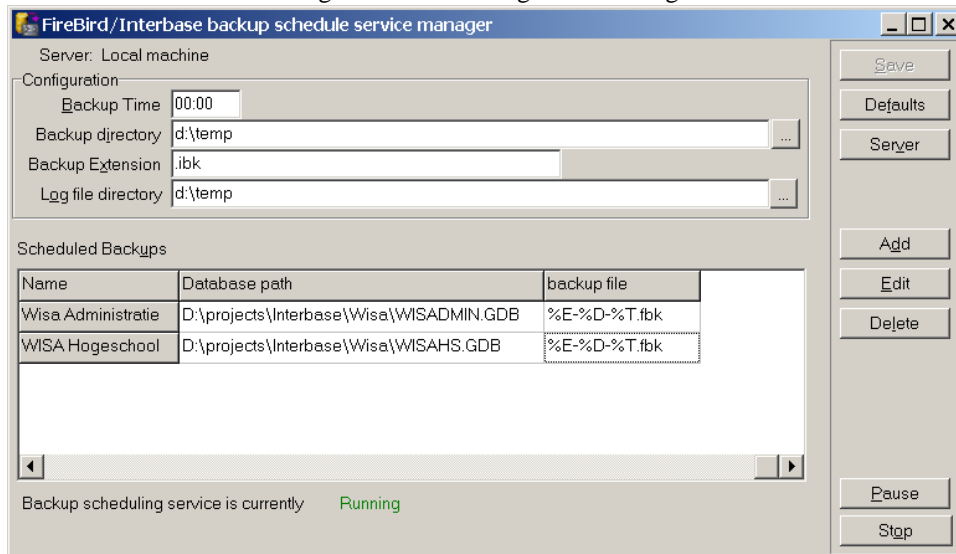 FireBird/Interbase backup schedule service manager
Server: Local machine
Save
Configuration
Backup Time 00:00
Defaults
Backup directory d:\temp ...
Server
Backup Extension .ibk
Log file directory d:\temp ...
Scheduled Backups
Add
Name Database path backup file
Edit
Wisa Administratie D:\projects\Interbase\Wisa\WISADMIN.GDB %E-%D-%T.fbk
Delete
WISA Hogeschool D:\projects\Interbase\Wisa\WISAHS.GDB %E-%D-%T.fbk
Backup scheduling service is currently Running
Pause
Stop